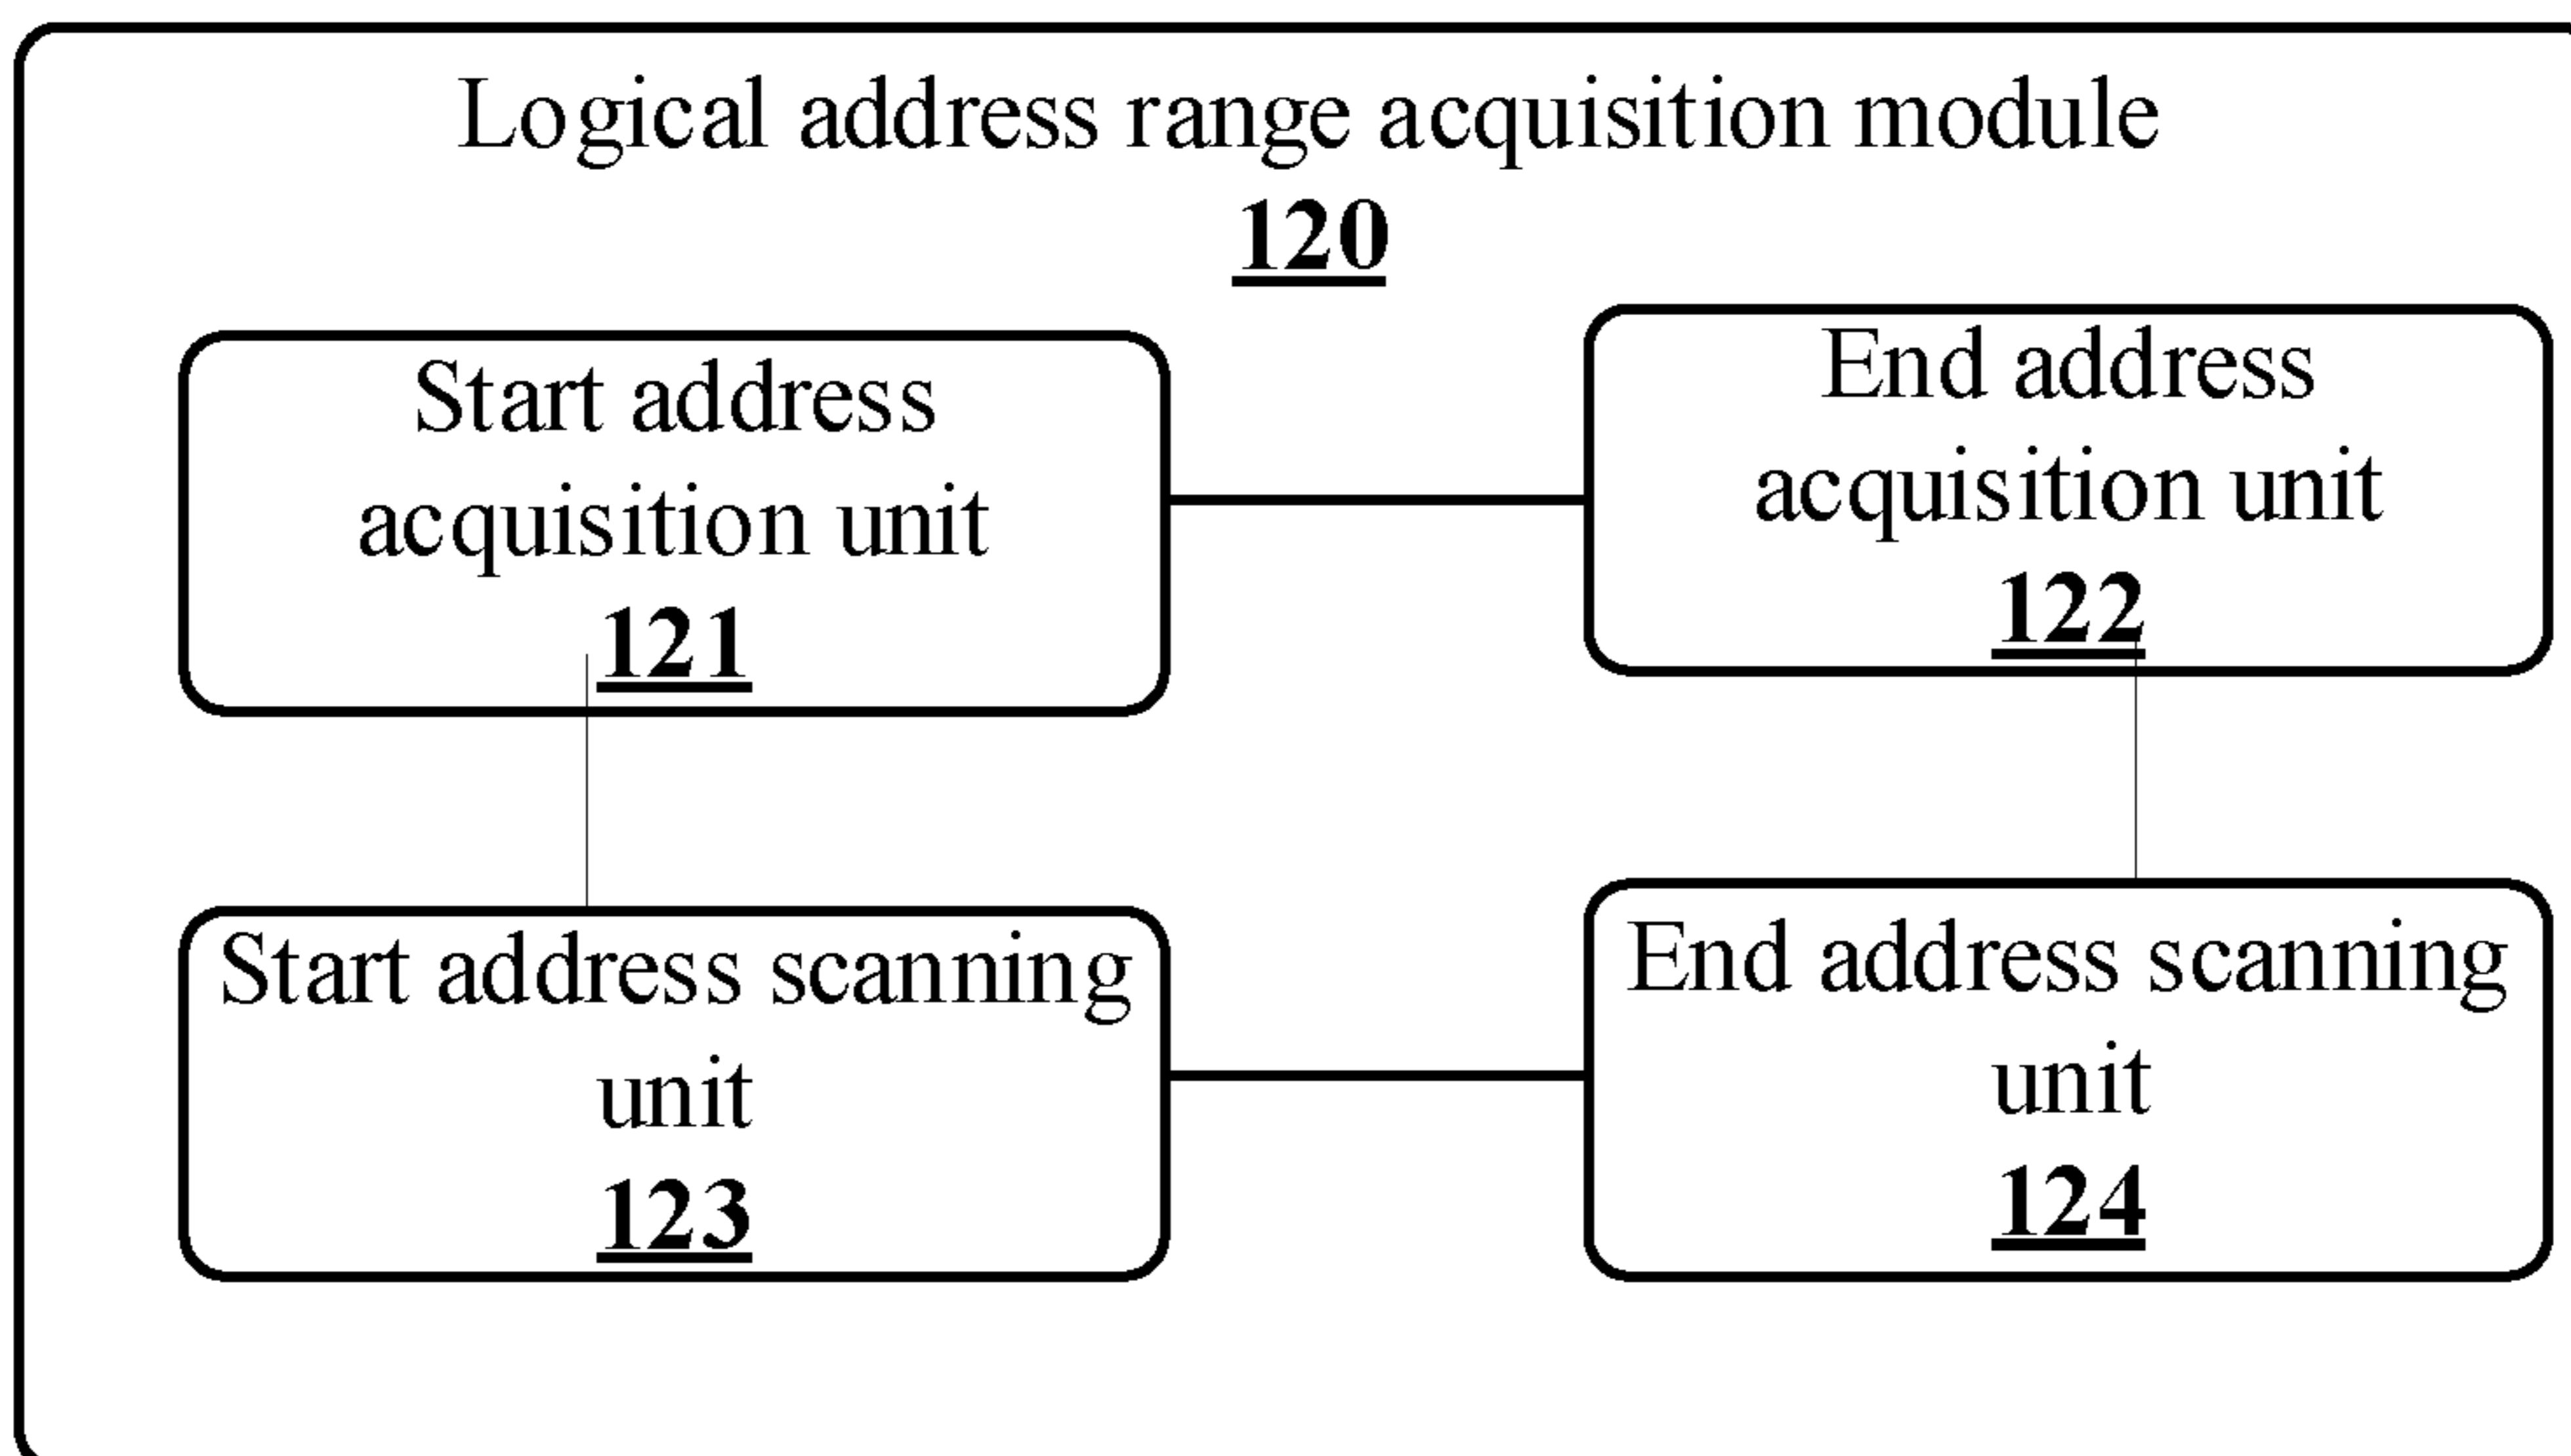 Logical address range acquisition module
120
Start address
acquisition unit
121
End address
acquisition unit
122
Start address scanning
unit
123
End address scanning
unit
124